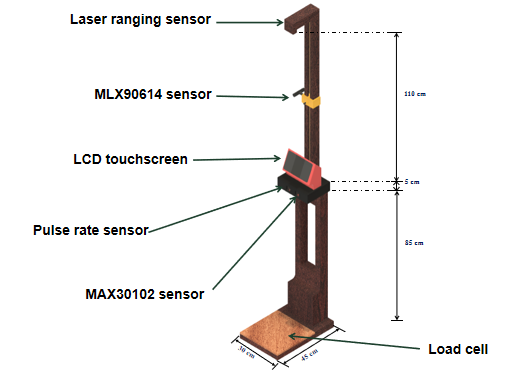 Laser ranging sensor
MLX90614 sensor
110 cm
LCD touchscreen
5 cm
Pulse rate sensor
85 cm
MAX30102 sensor
Load cell
30 cm
45 cm